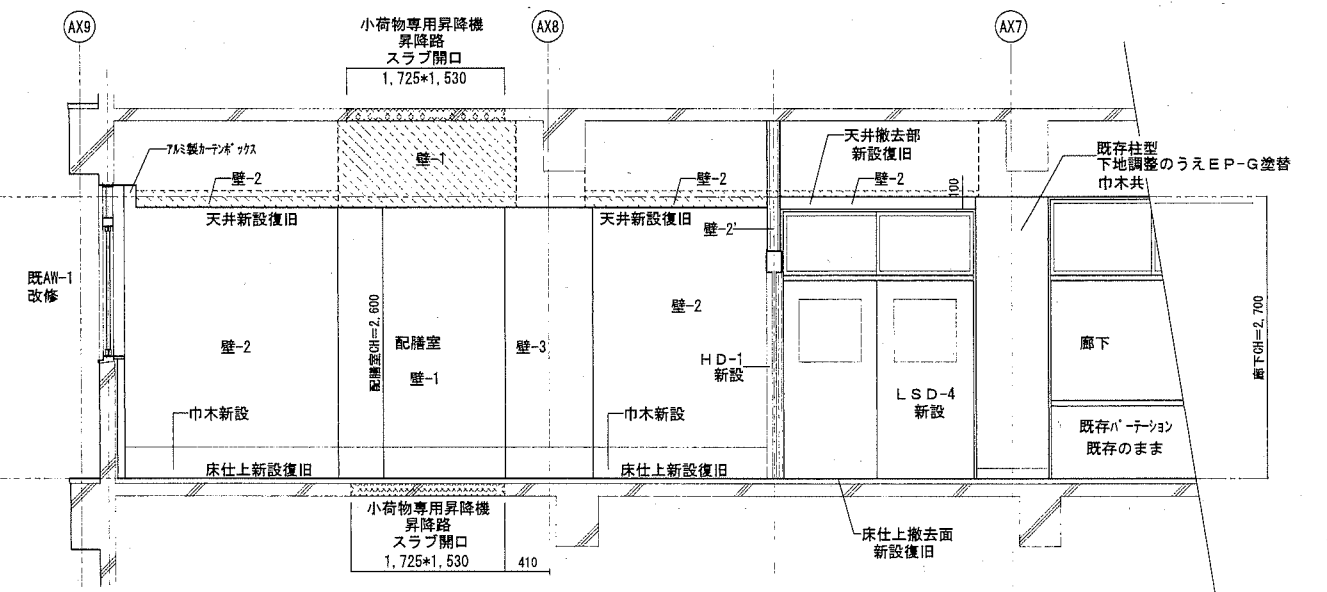 AX9
小荷物専用昇降機
昇降路
スラブ開口
1,725*1,530
AX8
AX7
アルミ製カーテンボックス
壁-1
壁-2
天井新設復旧
壁-2
天井新設復旧
壁-2'
天井撤去部
新設復旧
壁-2
100
既存柱型
下地調整のうえEP-G塗替
巾木共
既AW-1
改修
壁-2
配膳室CH=2,600
配膳室
壁-1
壁-3
壁-2
HD-1
新設
LSD-4
新設
廊下
廊下CH=2,700
既存パーテーション
既存のまま
巾木新設
床仕上新設復旧
巾木新設
床仕上新設復旧
小荷物専用昇降機
昇降路
スラブ開口
1,725*1,530
410
床仕上撤去面
新設復旧